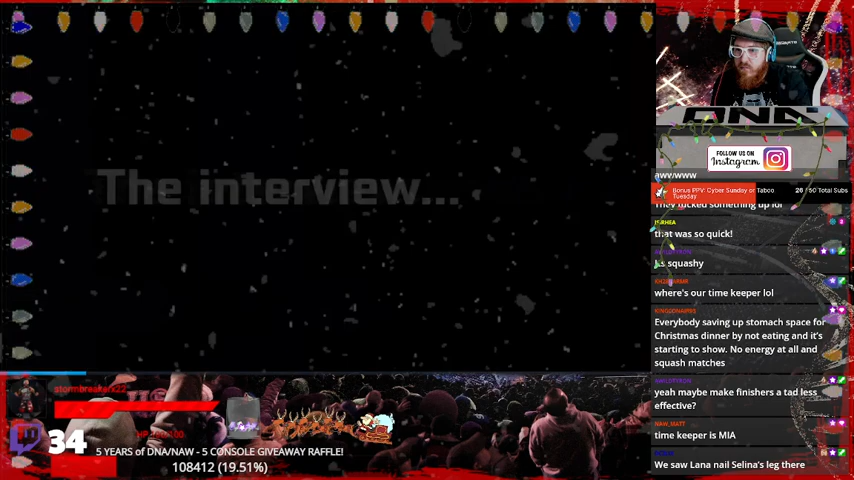 The interview...
DNA
FOLLOW US ON
Instagram
awww
Bonus PPV: Cyber Sunday or Taboo
Tuesday
26 / 50 Total Subs
They fucked something up lol
that was so quick!
squashy
where's our time keeper lol
Everybody saving up stomach space for
Christmas dinner by not eating and it's
starting to show. No energy at all and
squash matches
yeah maybe make finishers a tad less
effective?
NAW_MATT
time keeper is MIA
We saw Lana nail Selina's leg there
stormbreakerx22
34
5 YEARS of DNA/NAW - 5 CONSOLE GIVEAWAY RAFFLE!
108412 (19.51%)